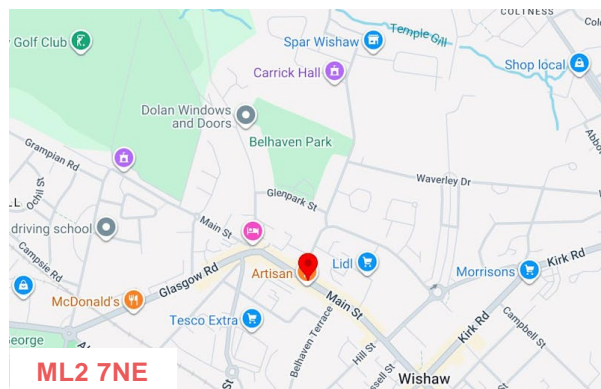 COLTNESS
Temple Gill
Golf Club
Spar Wishaw
Shop local
Carrick Hall
Dolan Windows
and Doors
Belhaven Park
Grampian Rd
Waverley Dr
Glenpark St
Ochil St
Main St
driving school
Campsie Rd
Kirk Rd
Lidl
Artisan
Morrisons
Glasgow Rd
McDonald's
Main St
Tesco Extra
Kirk Rd
Campbell St
Belhaven Terrace
Hill St
George
Wishaw
ML2 7NE